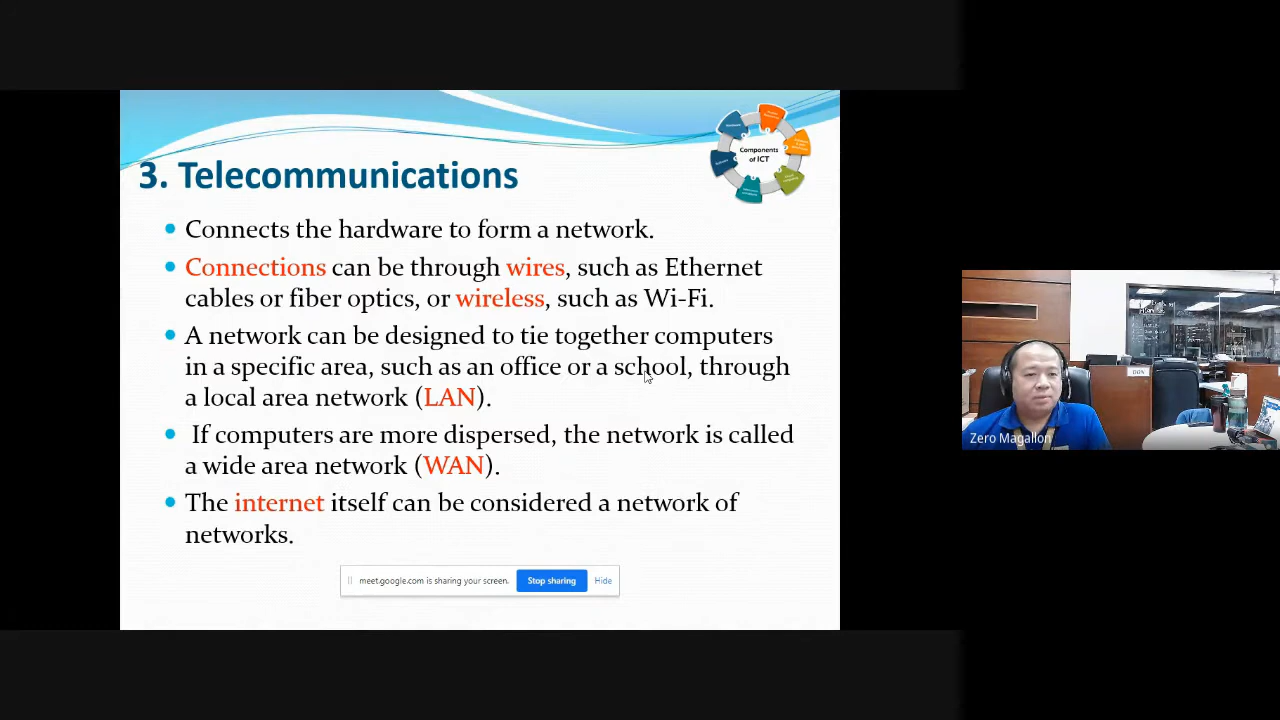 3. Telecommunications
Components
of ICT
Connects the hardware to form a network.
Connections can be through wires, such as Ethernet
cables or fiber optics, or wireless, such as Wi-Fi.
A network can be designed to tie together computers
in a specific area, such as an office or a school, through
a local area network (LAN).
If computers are more dispersed, the network is called
a wide area network (WAN).
The internet itself can be considered a network of
networks.
meet.google.com is sharing your screen. Stop sharing Hide
Zero Magallon